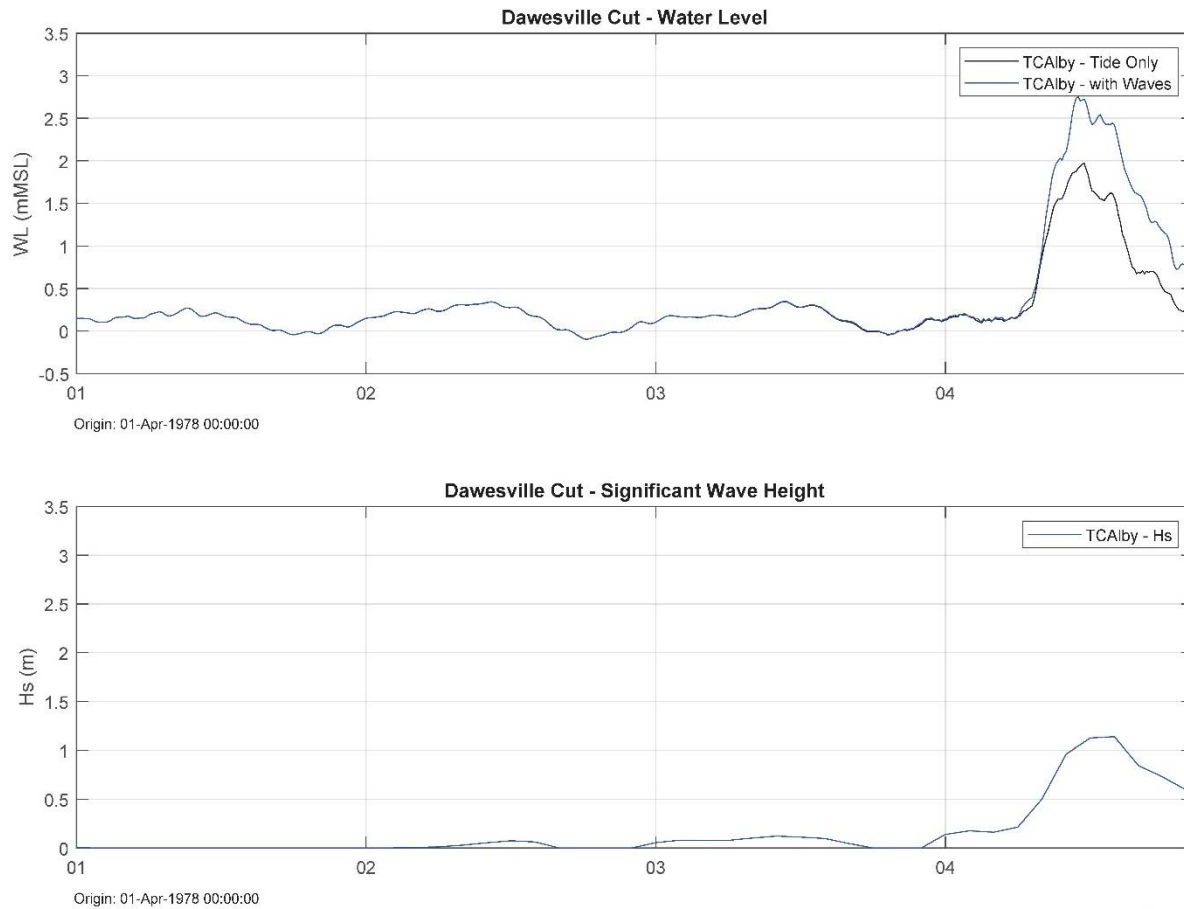 Dawesville Cut - Water Level
3.5
3
2.5
2
1.5
1
0.5
0
-0.5
WL (mMSL)
TCAlby - Tide Only
TCAlby - with Waves
01
02
03
04
Origin: 01-Apr-1978 00:00:00
Dawesville Cut - Significant Wave Height
3.5
3
2.5
2
1.5
1
0.5
0
Hs (m)
TCAlby - Hs
01
02
03
04
Origin: 01-Apr-1978 00:00:00